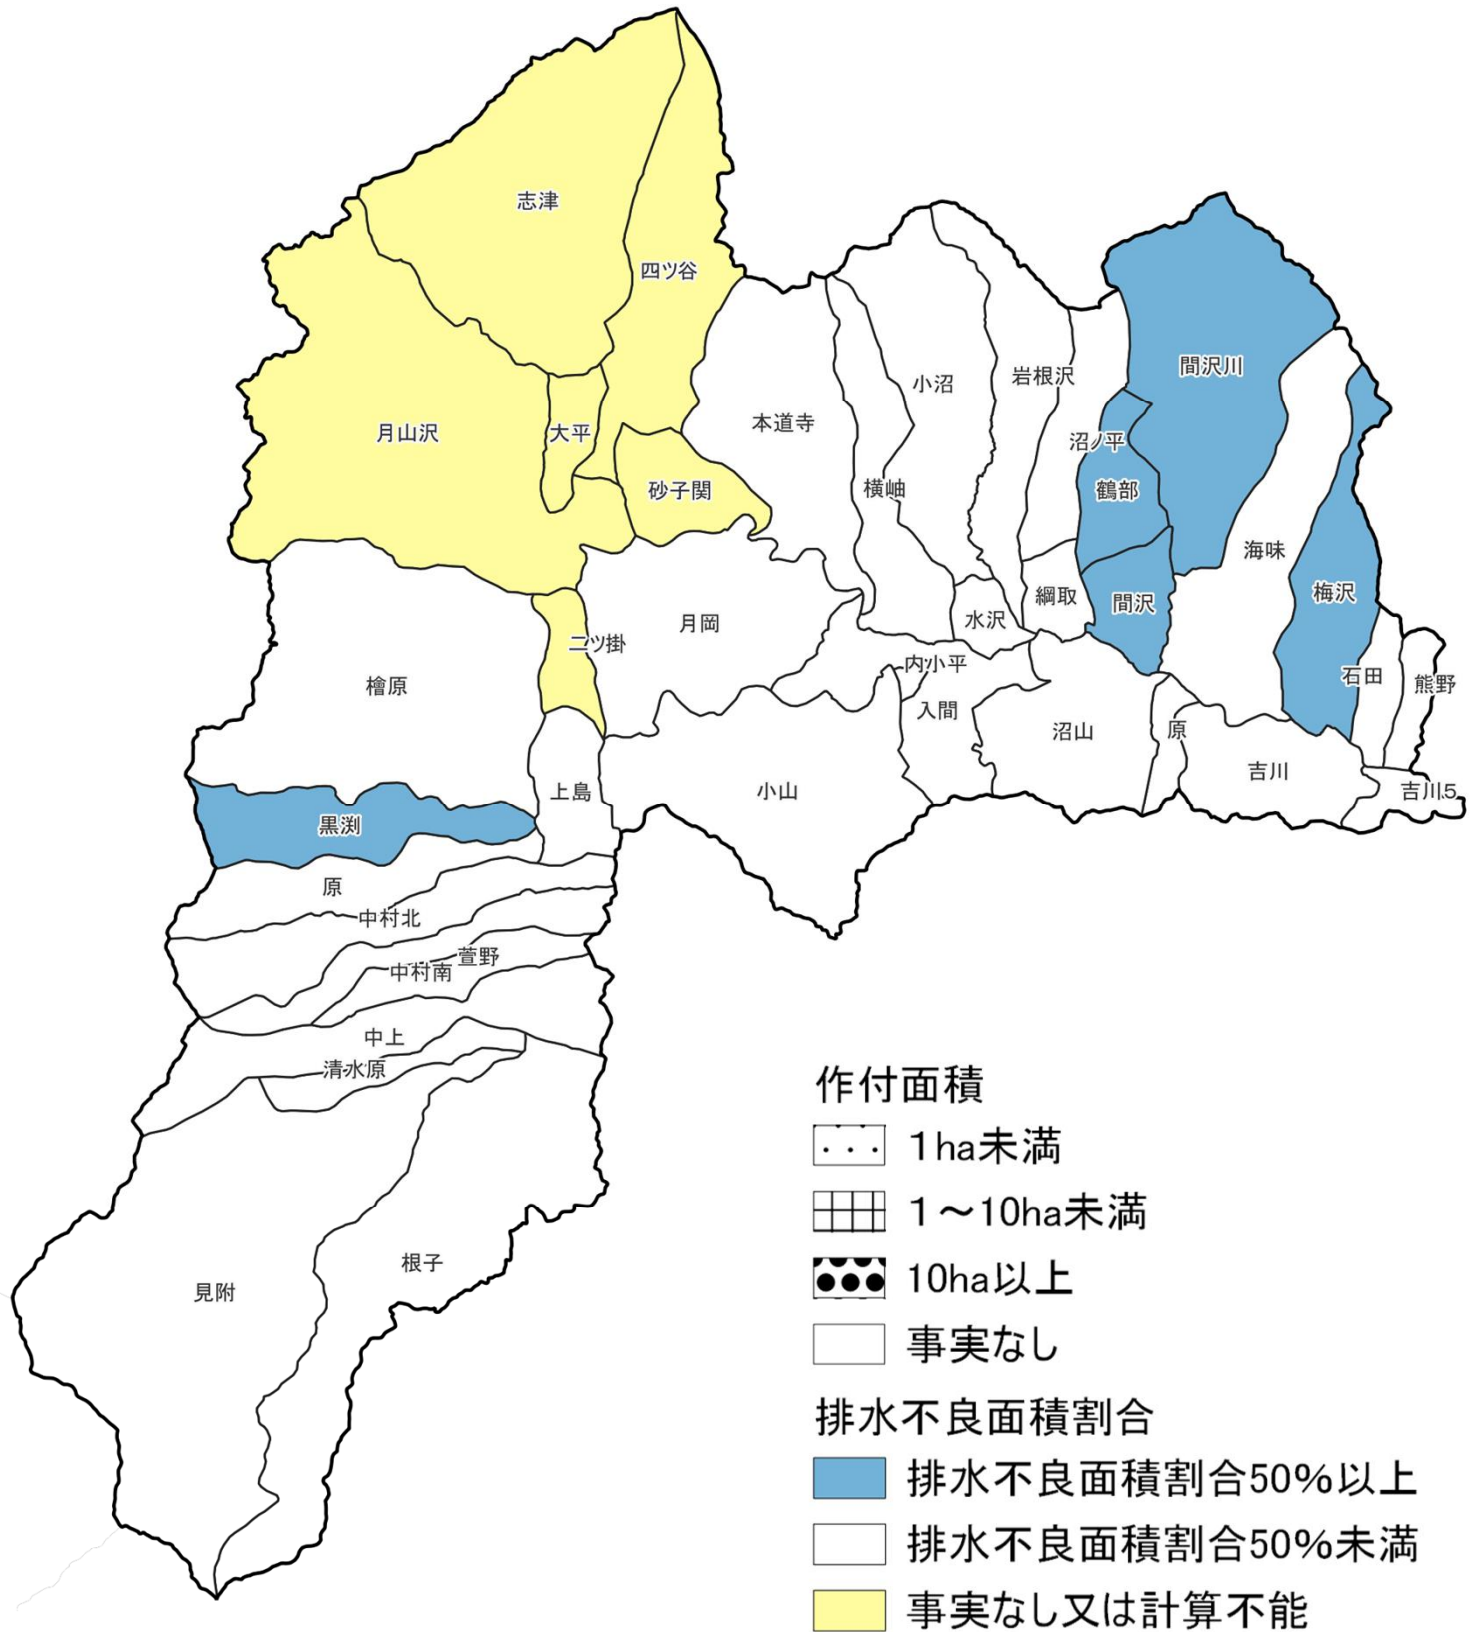 志津
四ツ谷
間沢川
岩根沢
小沼
本道寺
月山沢
大平
沼ノ平
砂子関
横岫
鶴部
海味
梅沢
綱取
間沢
水沢
月岡
二ツ掛
内小平
石田
熊野
檜原
入間
沼山
原
吉川
上島
小山
吉川5
黒渕
原
中村北
萱野
中村南
中上
清水原
根子
見附
作付面積
1ha未満
1～10ha未満
10ha以上
事実なし
排水不良面積割合
排水不良面積割合50%以上
排水不良面積割合50%未満
事実なし又は計算不能